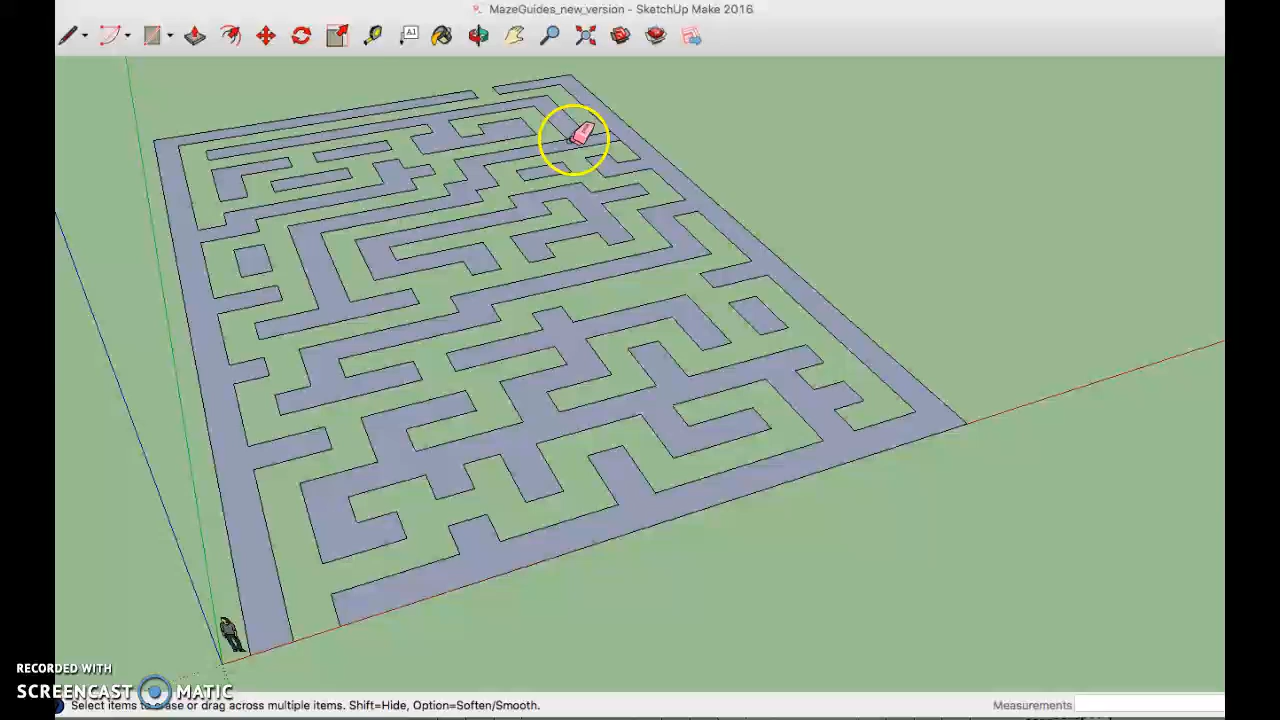 MazeGuides_new_version - SketchUp Make 2016
A1
RECORDED WITH
SCREENCAST MATIC
Select items to erase or drag across multiple items. Shift=Hide, Option=Soften/Smooth.
Measurements